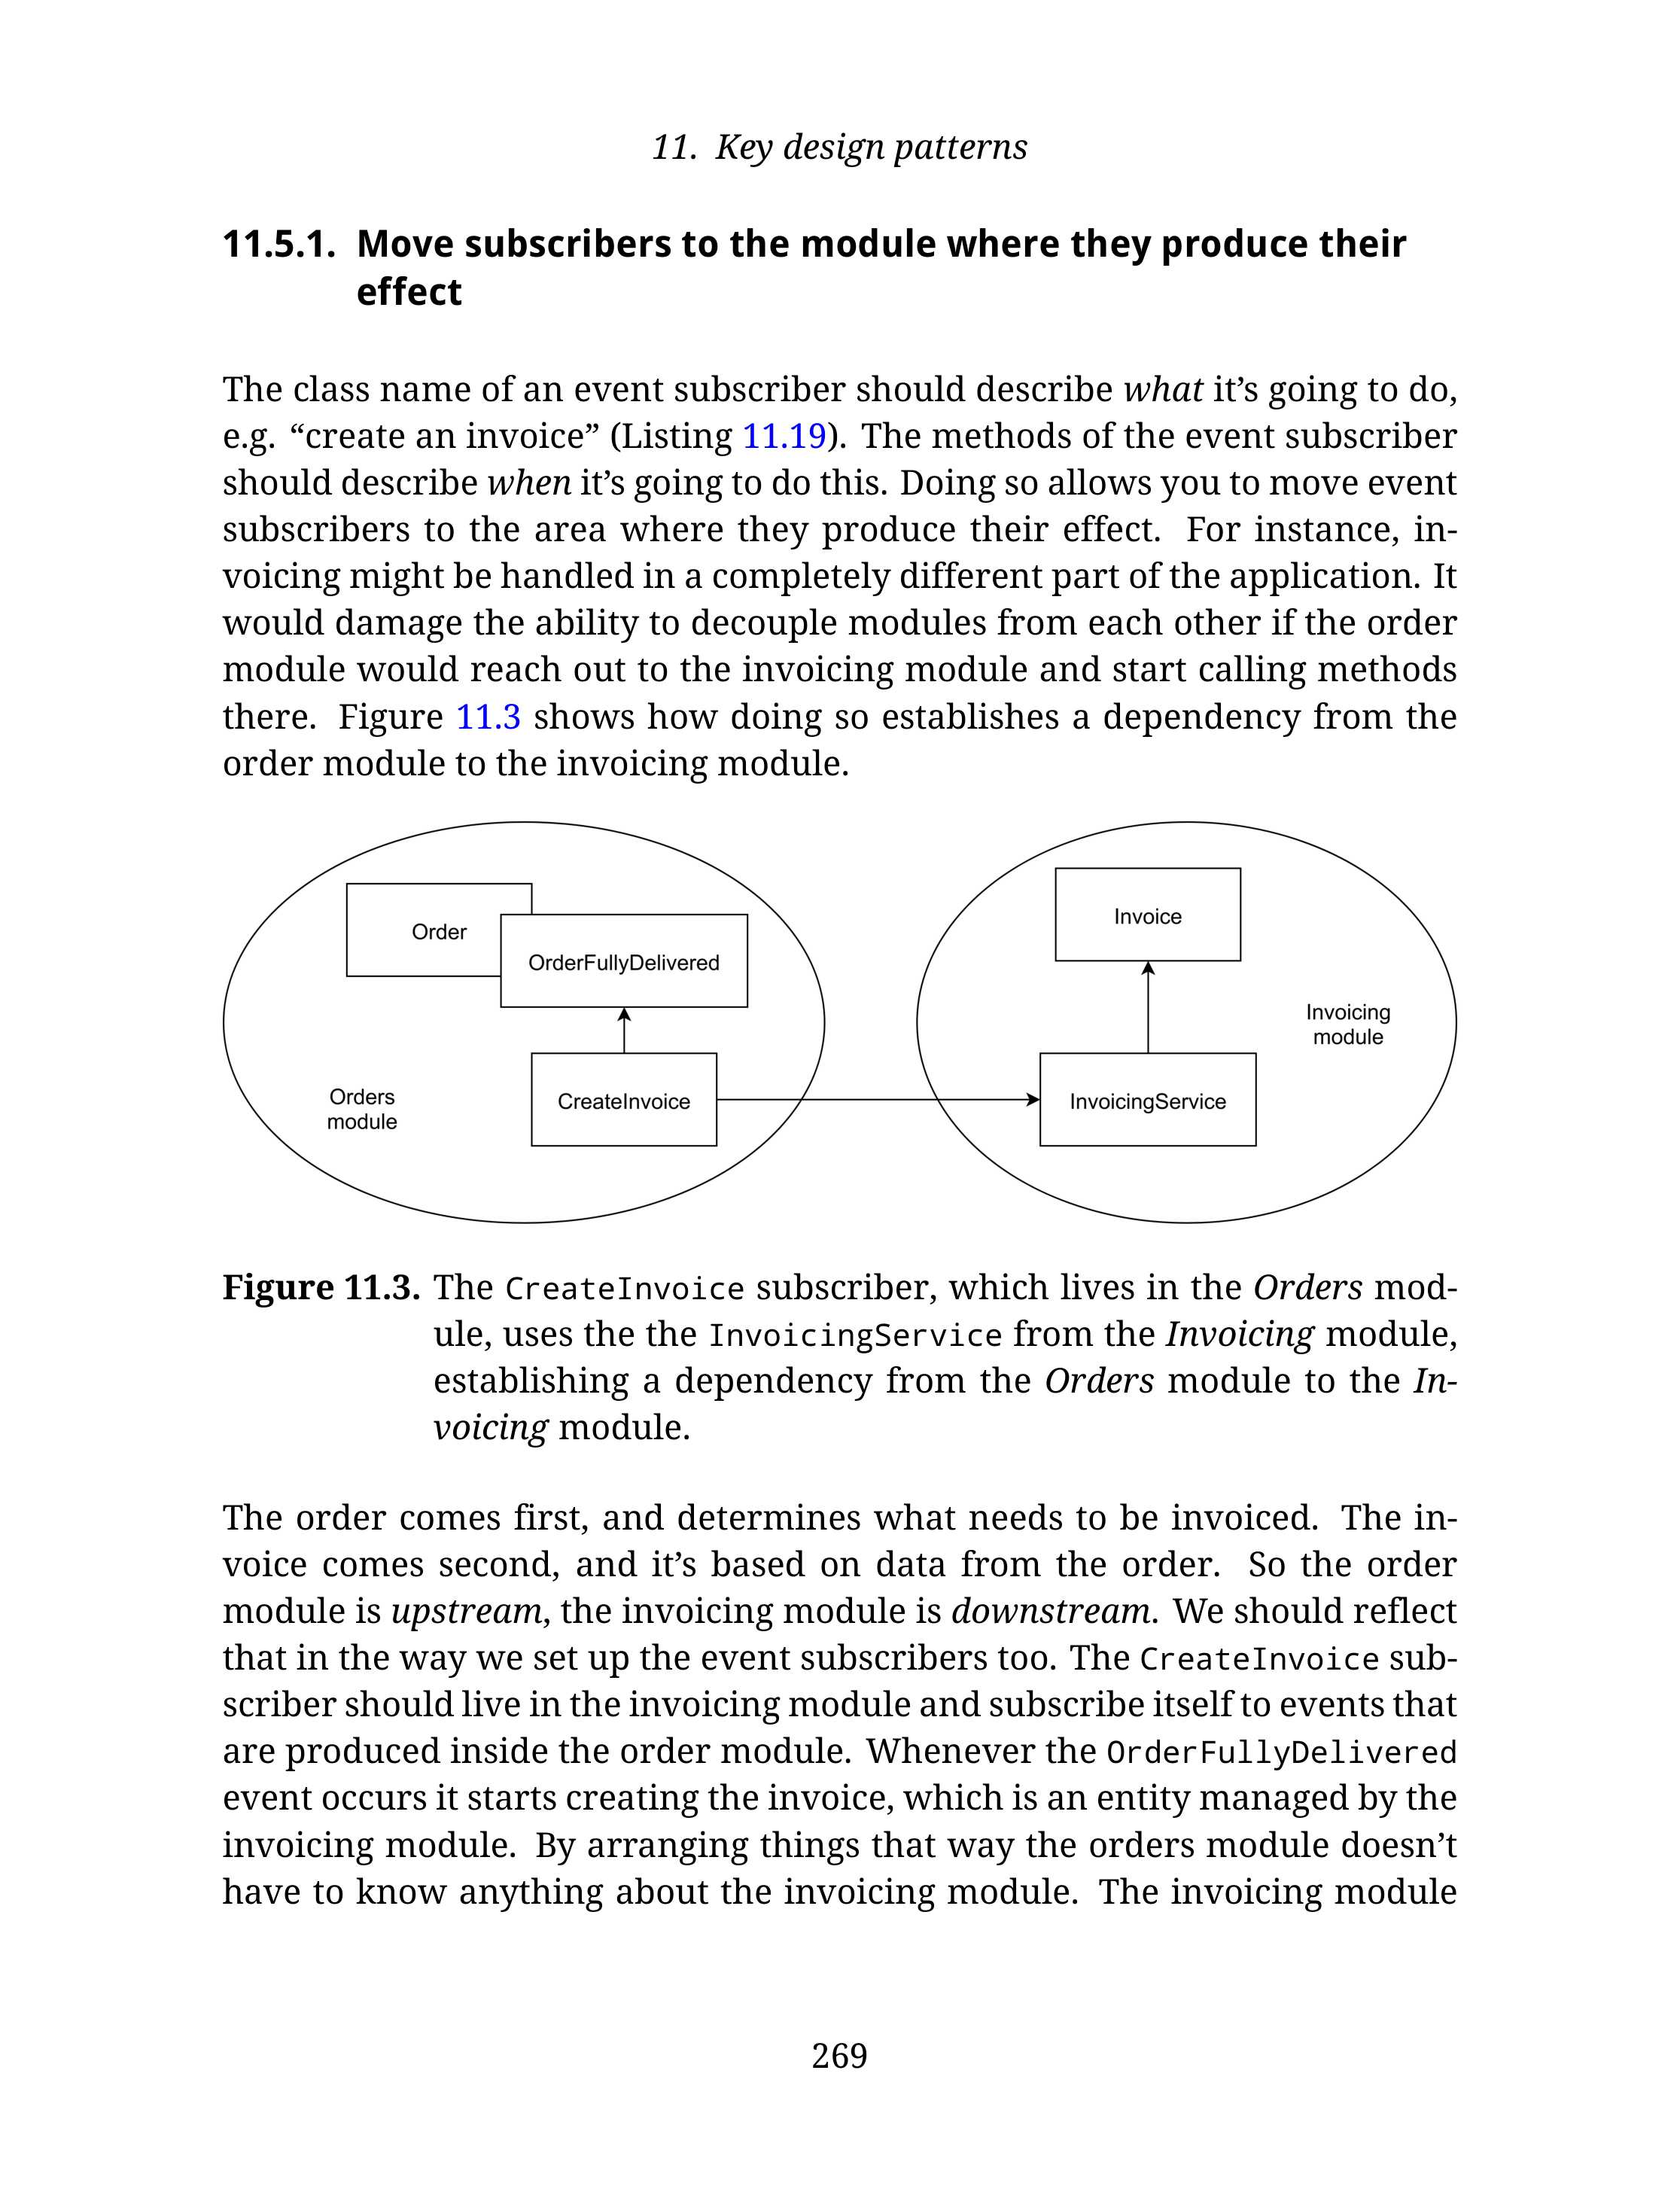 11. Key design patterns
11.5.1. Move subscribers to the module where they produce their
effect
The class name of an event subscriber should describe what it’s going to do,
e.g. “create an invoice” (Listing 11.19). The methods of the event subscriber
should describe when it’s going to do this. Doing so allows you to move event
subscribers to the area where they produce their effect. For instance, in-
voicing might be handled in a completely different part of the application. It
would damage the ability to decouple modules from each other if the order
module would reach out to the invoicing module and start calling methods
there. Figure 11.3 shows how doing so establishes a dependency from the
order module to the invoicing module.
Order
OrderFullyDelivered
CreateInvoice
Orders
module
Invoice
Invoicing
module
InvoicingService
Figure 11.3. The CreateInvoice subscriber, which lives in the Orders mod-
ule, uses the the InvoicingService from the Invoicing module,
establishing a dependency from the Orders module to the In-
voicing module.
The order comes first, and determines what needs to be invoiced. The in-
voice comes second, and it’s based on data from the order. So the order
module is upstream, the invoicing module is downstream. We should reflect
that in the way we set up the event subscribers too. The CreateInvoice sub-
scriber should live in the invoicing module and subscribe itself to events that
are produced inside the order module. Whenever the OrderFullyDelivered
event occurs it starts creating the invoice, which is an entity managed by the
invoicing module. By arranging things that way the orders module doesn’t
have to know anything about the invoicing module. The invoicing module
269